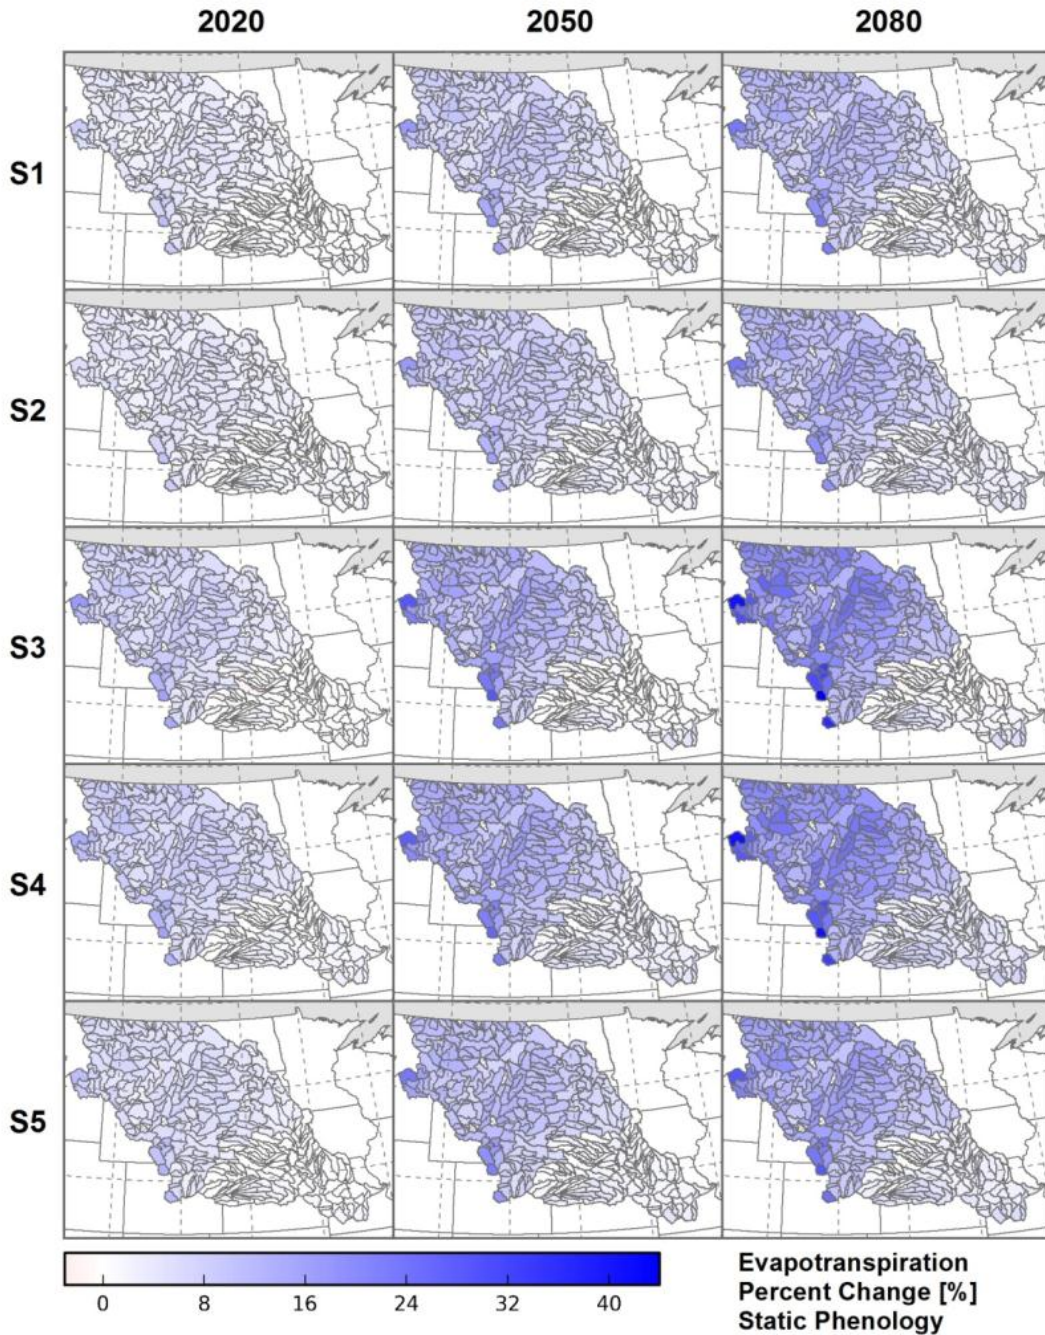 2020 2050 2080
S1
S2
S3
S4
S5
0 8 16 24 32 40
Evapotranspiration
Percent Change [%]
Static Phenology